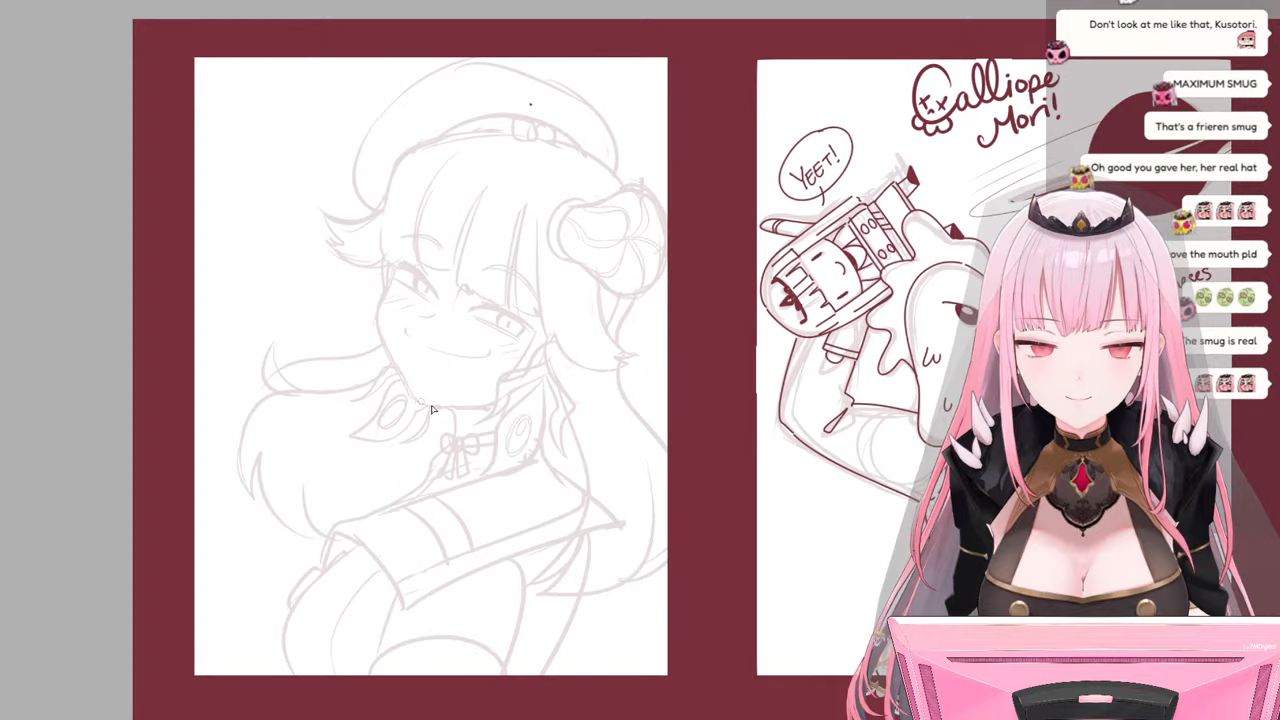 Calliope
Mori!
YEET!
Don't look at me like that, Kusotori.
MAXIMUM SMUG
That's a frieren smug
Oh good you gave her, her real hat
ove the mouth pld
he smug is real